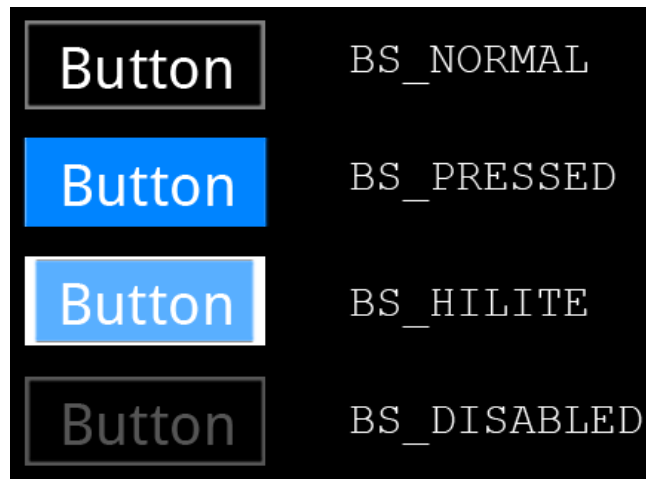 Button BS_NORMAL
Button BS_PRESSED
Button BS_HILITE
Button BS_DISABLED